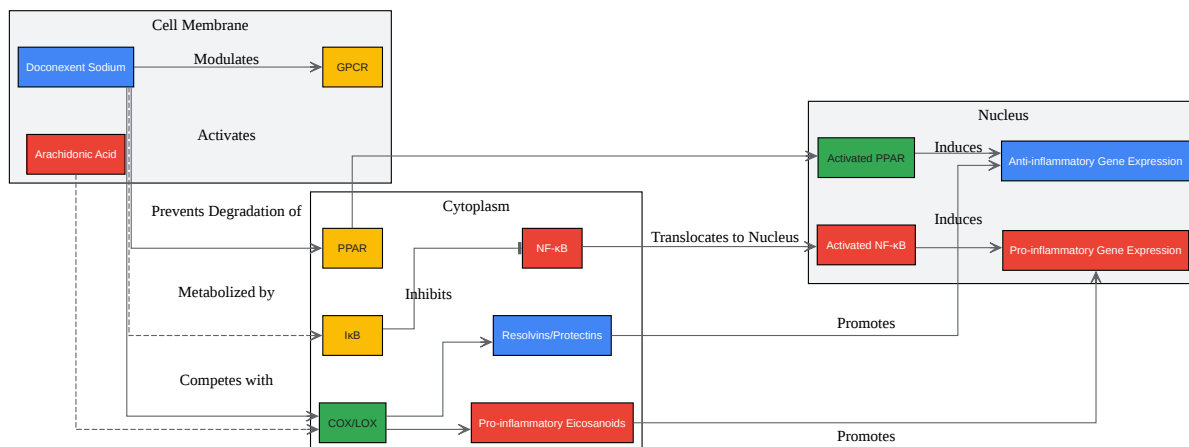 Cell Membrane
Doconexent Sodium
Modulates
GPCR
Activates
Arachidonic Acid
Nucleus
Activated PPAR
Induces
Anti-inflammatory Gene Expression
Prevents Degradation of
Cytoplasm
PPAR
NF-κB
Translocates to Nucleus
Activated NF-κB
Induces
Pro-inflammatory Gene Expression
Metabolized by
Inhibits
IκB
Resolvins/Protectins
Promotes
Competes with
COX/LOX
Pro-inflammatory Eicosanoids
Promotes